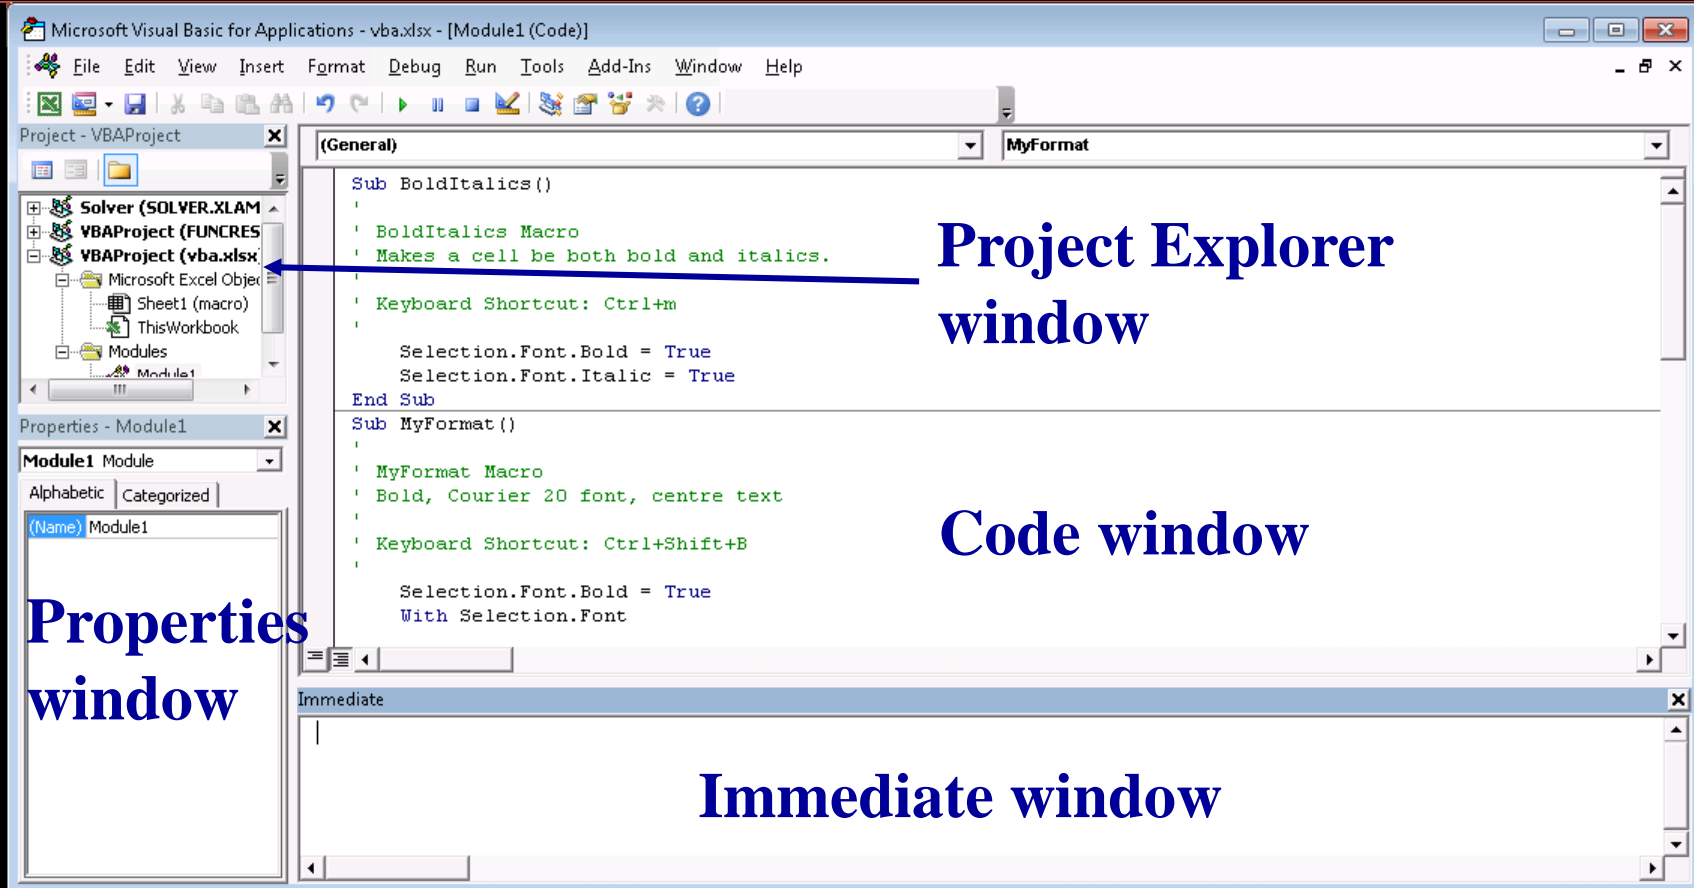 Microsoft Visual Basic for Applications - vba.xlsx - [Module1 (Code)]
File Edit View Insert Format Debug Run Tools Add-Ins Window Help
Project - VBAProject
Solver (SOLVER.XLAM
VBAProject (FUNCRES
VBAProject (vba.xlsx
Microsoft Excel Objec
Sheet1 (macro)
ThisWorkbook
Modules
Module1
Properties - Module1
Module1 Module
Alphabetic Categorized
(Name) Module1
Properties
window
(General) MyFormat
Sub BoldItalics()
'
' BoldItalics Macro
' Makes a cell be both bold and italics.
'
' Keyboard Shortcut: Ctrl+m
'
Selection.Font.Bold = True
Selection.Font.Italic = True
End Sub
Sub MyFormat()
'
' MyFormat Macro
' Bold, Courier 20 font, centre text
'
' Keyboard Shortcut: Ctrl+Shift+B
'
Selection.Font.Bold = True
With Selection.Font
Project Explorer
window
Code window
Immediate
Immediate window